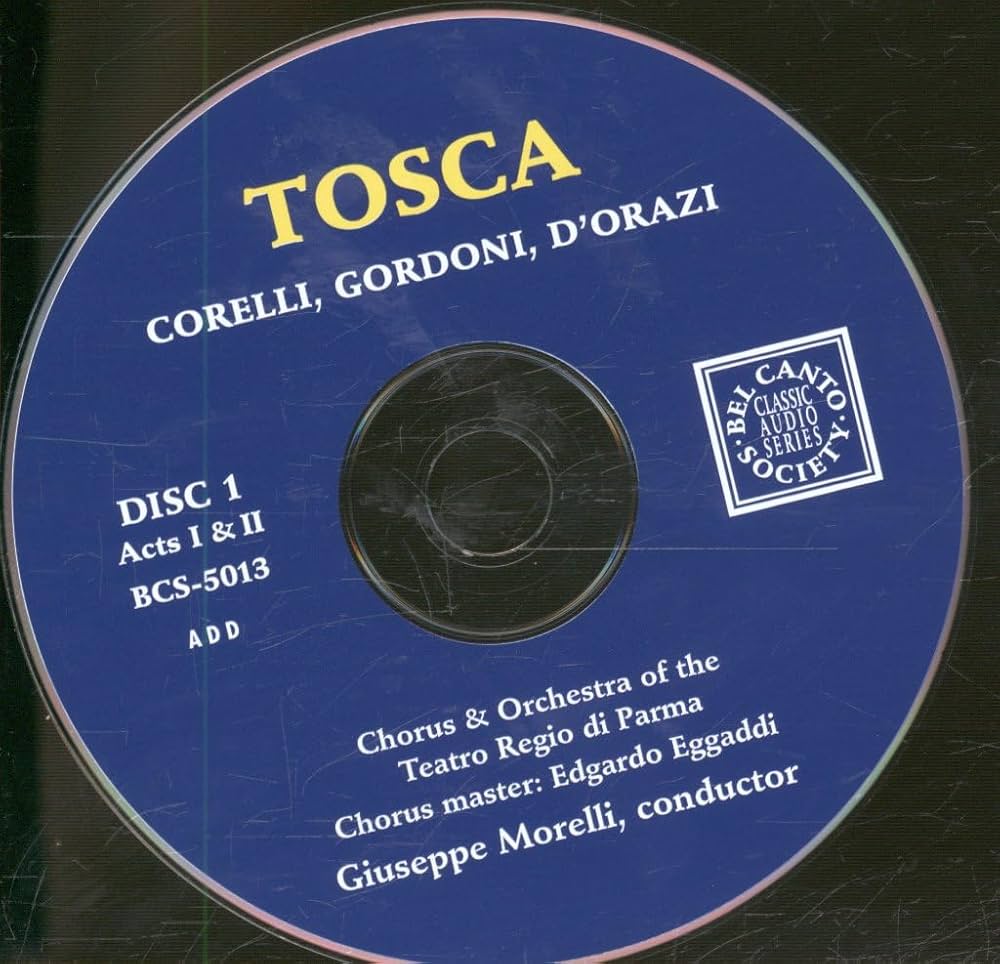 TOSCA
CORELLI, GORDONI, D'ORAZI
BEL CANTO
CLASSIC
AUDIO
SERIES
SOCIETY
DISC 1
Acts I & II
BCS-5013
ADD
Chorus & Orchestra of the
Teatro Regio di Parma
Chorus master: Edgardo Eggaddi
Giuseppe Morelli, conductor